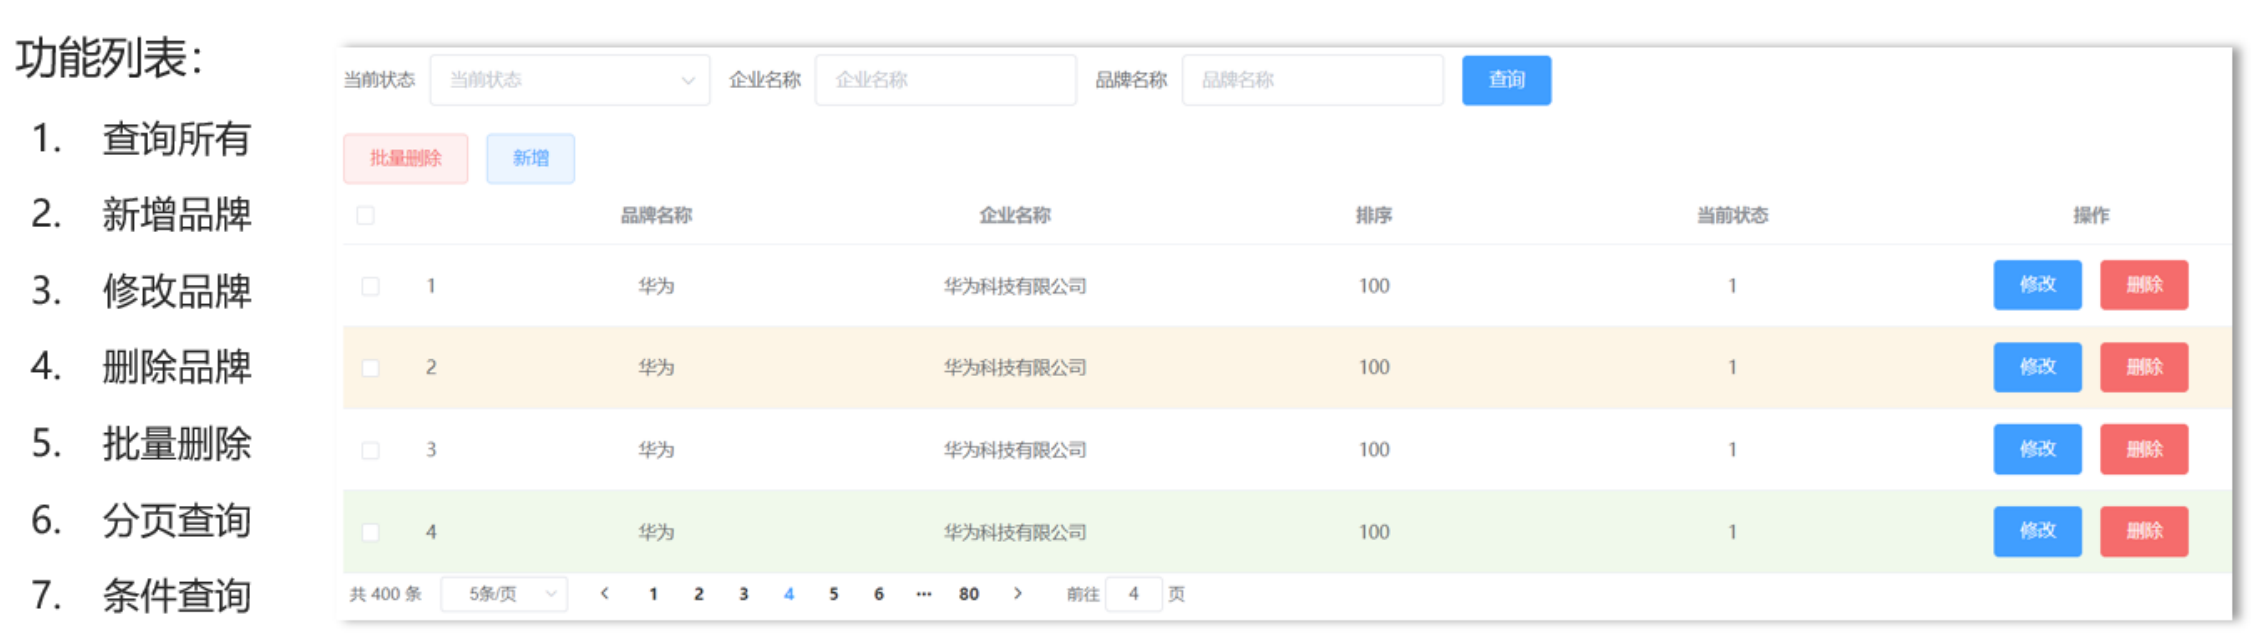 功能列表：
1. 查询所有
2. 新增品牌
3. 修改品牌
4. 删除品牌
5. 批量删除
6. 分页查询
7. 条件查询
当前状态 当前状态 企业名称 企业名称 品牌名称 品牌名称 查询
批量删除 新增
品牌名称 企业名称 排序 当前状态 操作
1 华为 华为科技有限公司 100 1 修改 删除
2 华为 华为科技有限公司 100 1 修改 删除
3 华为 华为科技有限公司 100 1 修改 删除
4 华为 华为科技有限公司 100 1 修改 删除
共 400 条 5条/页 < 1 2 3 4 5 6 ··· 80 > 前往 4 页